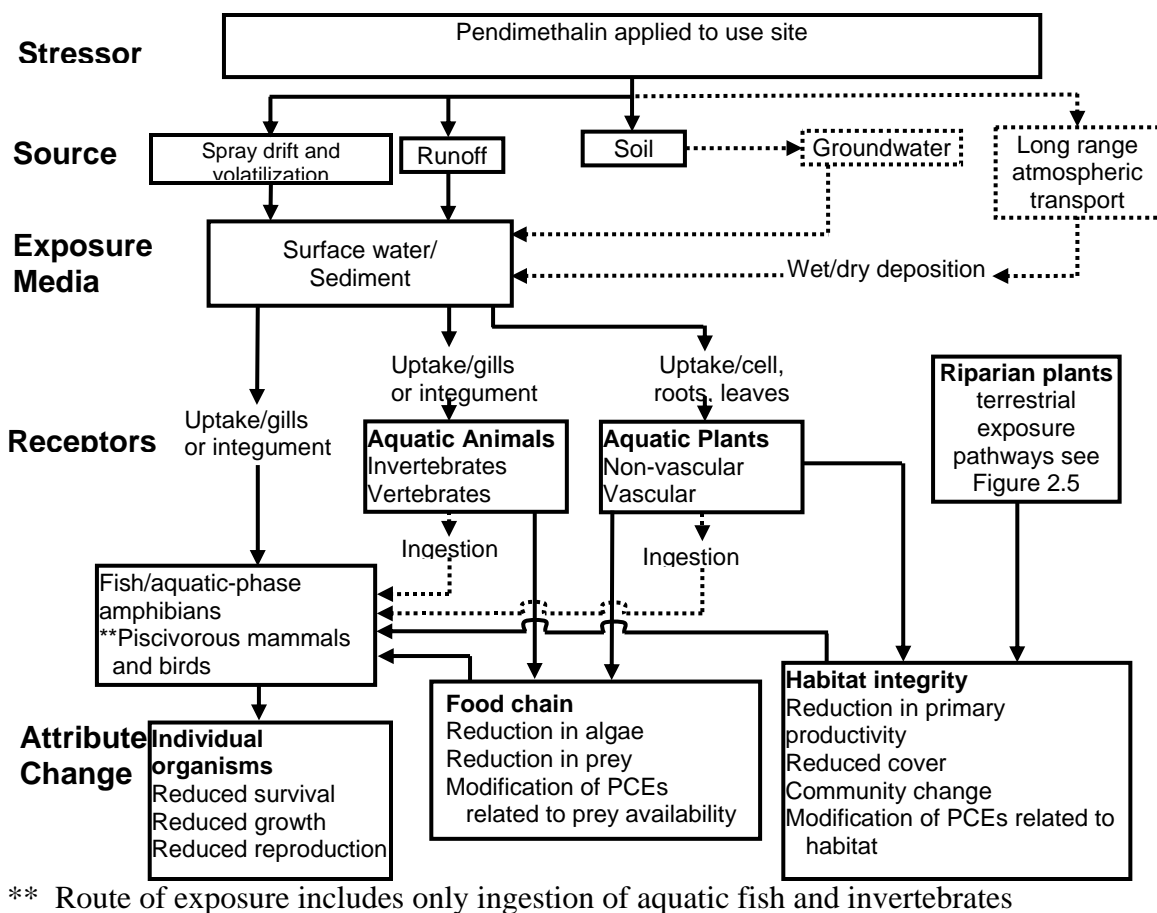 Stressor
Pendimethalin applied to use site
Source
Spray drift and
volatilization
Runoff
Soil
Groundwater
Long range
atmospheric
transport
Exposure
Media
Surface water/
Sediment
Wet/dry deposition
Uptake/gills
or integument
Uptake/cell,
roots, leaves
Uptake/gills
or integument
Receptors
Aquatic Animals
Invertebrates
Vertebrates
Aquatic Plants
Non-vascular
Vascular
Riparian plants
terrestrial
exposure
pathways see
Figure 2.5
Ingestion
Ingestion
Fish/aquatic-phase
amphibians
**Piscivorous mammals
and birds
Attribute
Change
Individual
organisms
Reduced survival
Reduced growth
Reduced reproduction
Food chain
Reduction in algae
Reduction in prey
Modification of PCEs
related to prey availability
Habitat integrity
Reduction in primary
productivity
Reduced cover
Community change
Modification of PCEs related to
habitat
** Route of exposure includes only ingestion of aquatic fish and invertebrates